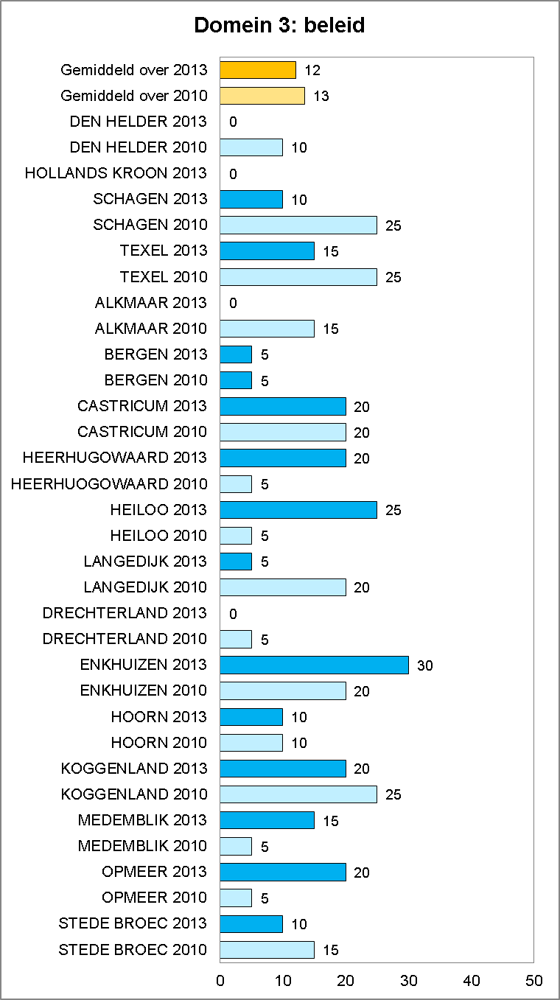 Domein 3: beleid
Gemiddeld over 2013 12
Gemiddeld over 2010 13
DEN HELDER 2013 0
DEN HELDER 2010 10
HOLLANDS KROON 2013 0
SCHAGEN 2013 10
SCHAGEN 2010 25
TEXEL 2013 15
TEXEL 2010 25
ALKMAAR 2013 0
ALKMAAR 2010 15
BERGEN 2013 5
BERGEN 2010 5
CASTRICUM 2013 20
CASTRICUM 2010 20
HEERHUGOWAARD 2013 20
HEERHUOGOWAARD 2010 5
HEILOO 2013 25
HEILOO 2010 5
LANGEDIJK 2013 5
LANGEDIJK 2010 20
DRECHTERLAND 2013 0
DRECHTERLAND 2010 5
ENKHUIZEN 2013 30
ENKHUIZEN 2010 20
HOORN 2013 10
HOORN 2010 10
KOGGENLAND 2013 20
KOGGENLAND 2010 25
MEDEMBLIK 2013 15
MEDEMBLIK 2010 5
OPMEER 2013 20
OPMEER 2010 5
STEDE BROEC 2013 10
STEDE BROEC 2010 15
0 10 20 30 40 50